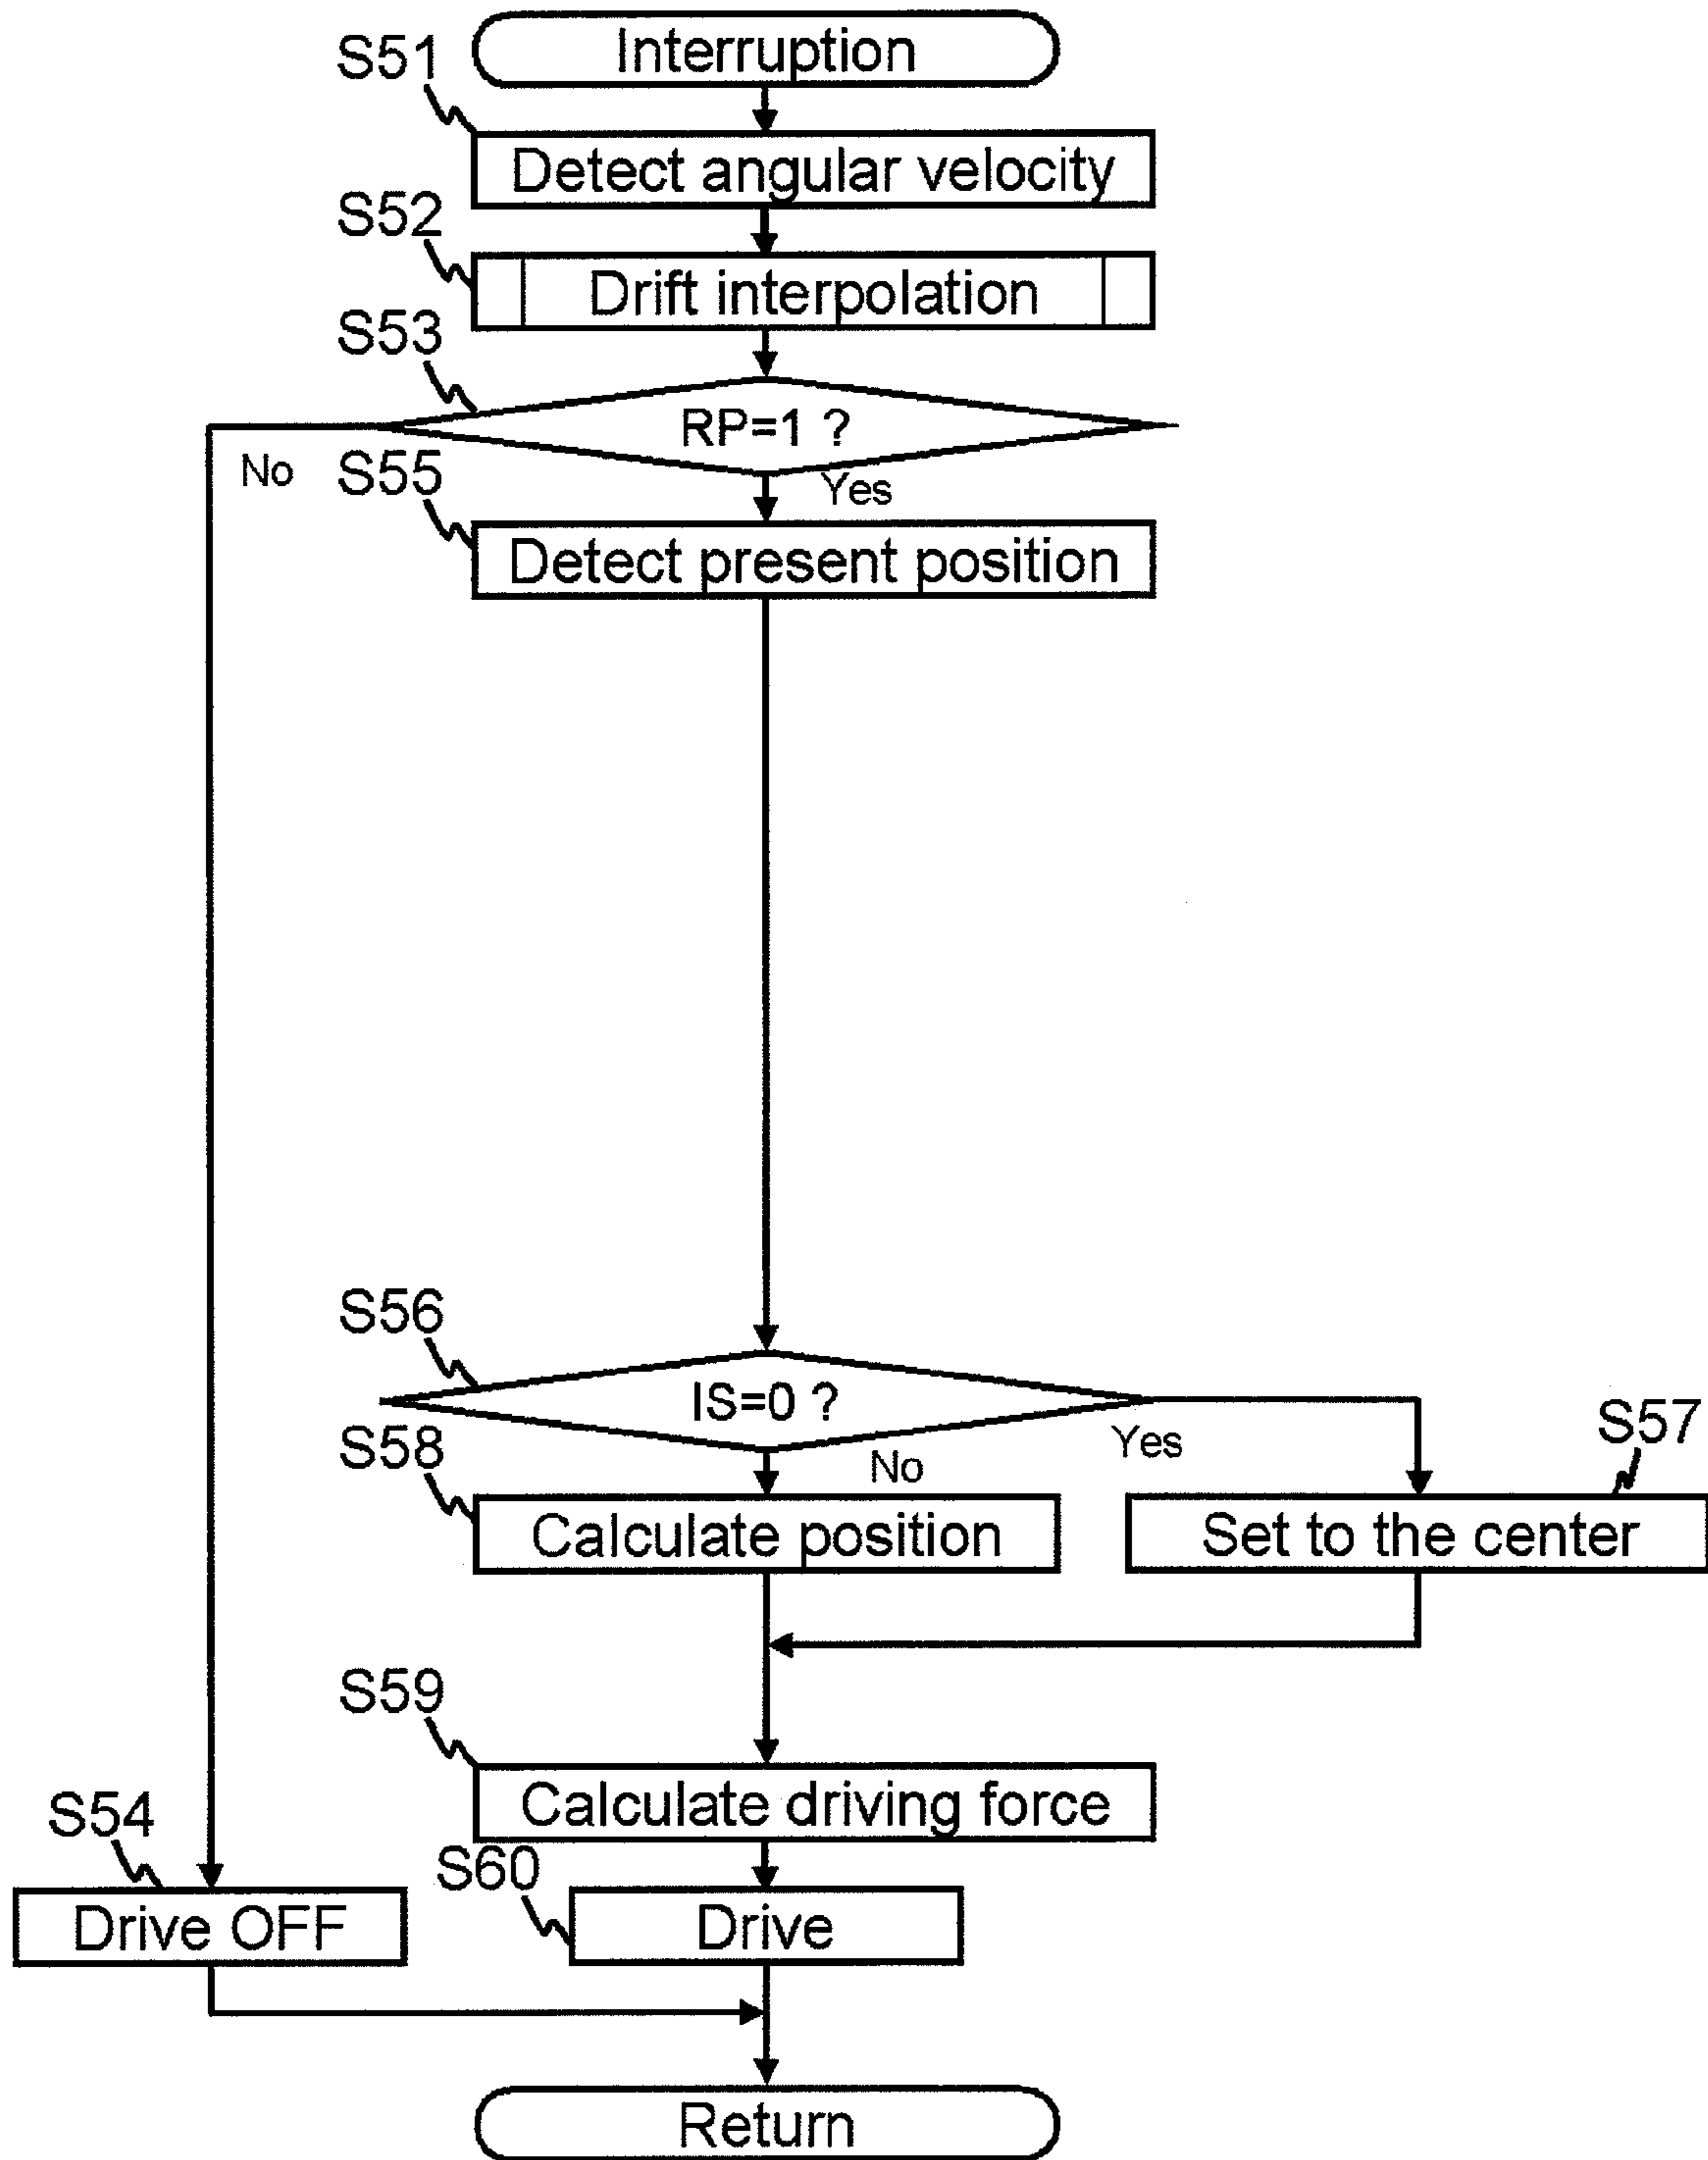 Interruption
S51
Detect angular velocity
S52
Drift interpolation
S53
RP=1 ?
No
Yes
S55
Detect present position
S56
IS=0 ?
Yes
No
S57
S58
Calculate position
Set to the center
S59
Calculate driving force
S54
S60
Drive OFF
Drive
Return